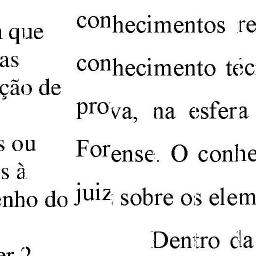 que
as
ção de
s ou
s à
enho do
conhecimentos re
conhecimento téc
prova, na esfera
Forense. O conhe
juiz sobre os elem
Dentro da